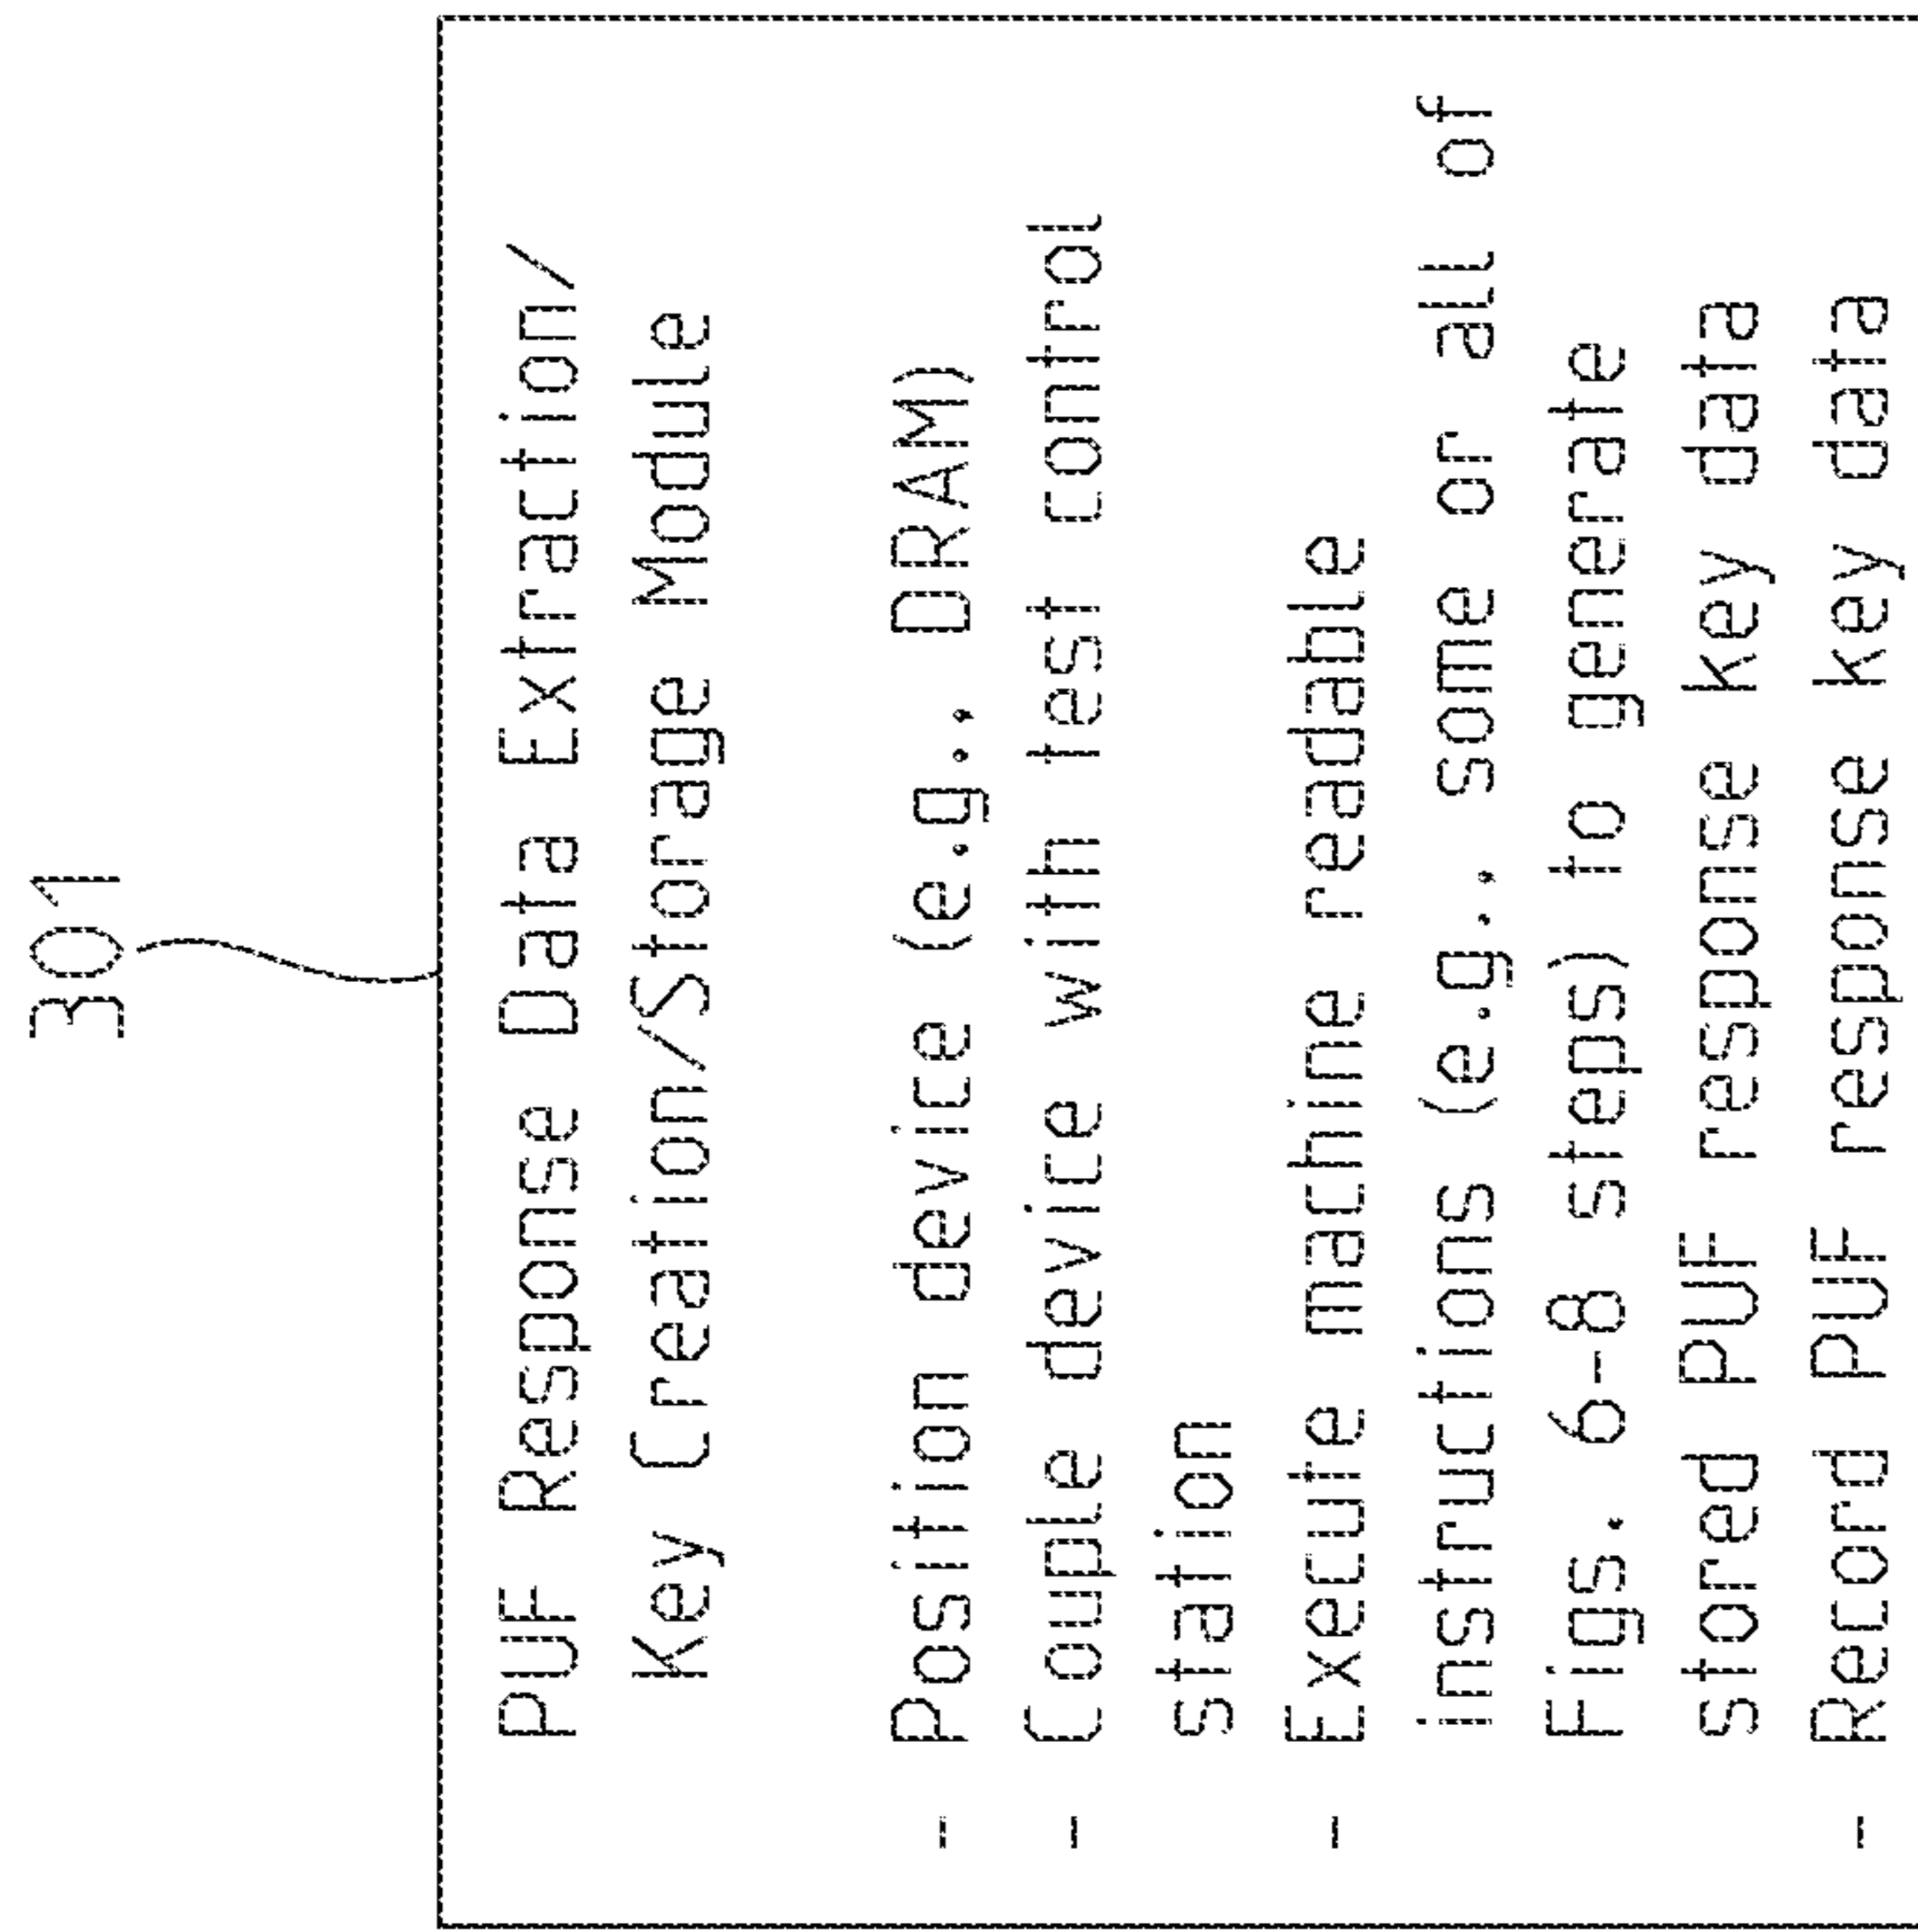 301
PUF Response Data Extraction/
Key Creation/Storage Module
- Position device (e.g., DRAM)
- Couple device with test control
station
- Execute machine readable
instructions (e.g., some or all of
Figs. 6-8 steps) to generate
stored PUF response key data
- Record PUF response key data